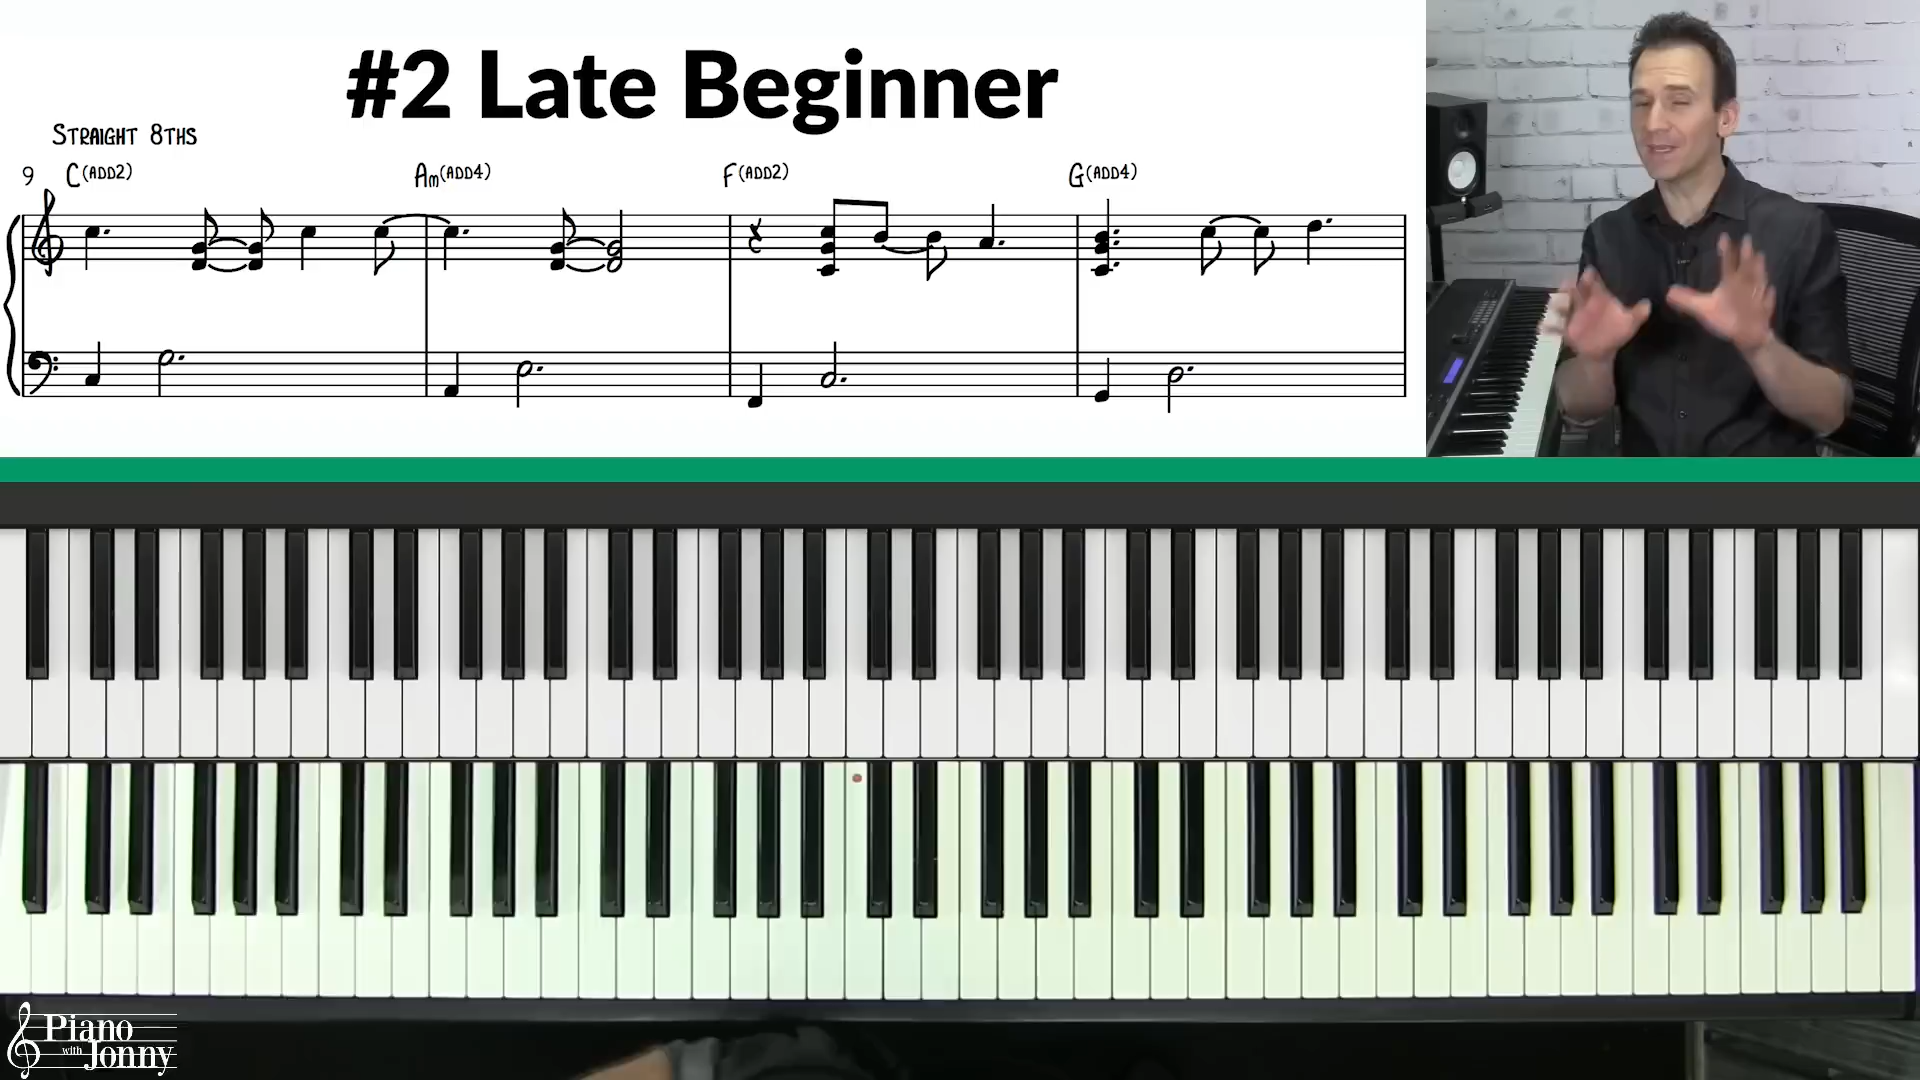 #2 Late Beginner
STRAIGHT 8THS
9 C(ADD2) Am(ADD4) F(ADD2) G(ADD4)
Piano
with Jonny